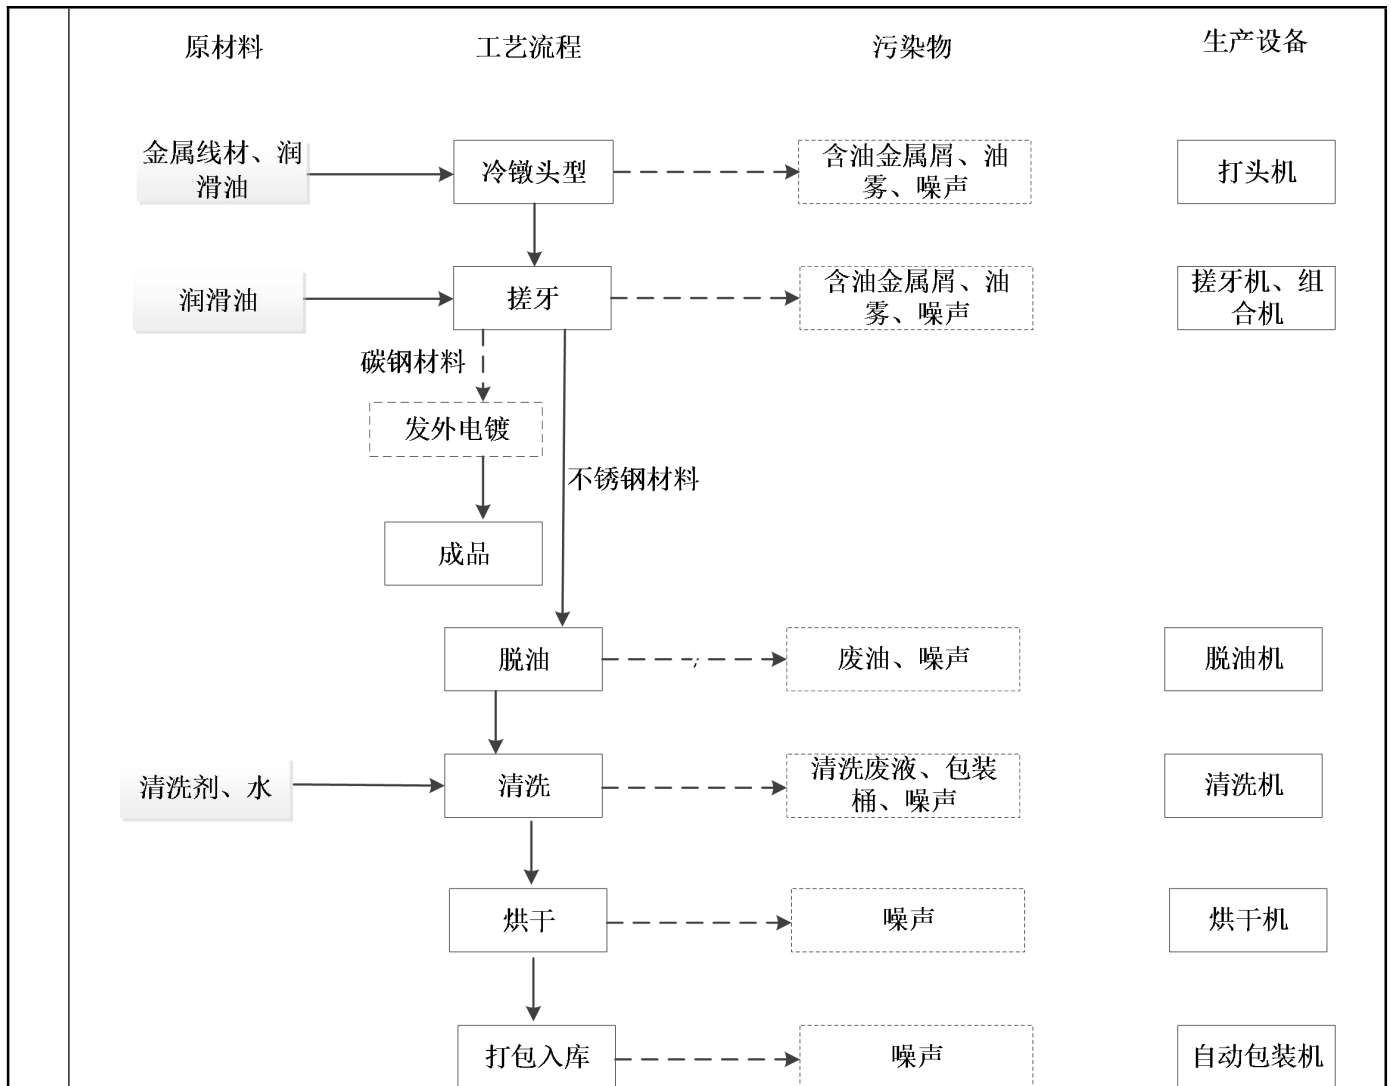 原材料
工艺流程
污染物
生产设备
金属线材、润
滑油
冷镦头型
含油金属屑、油
雾、噪声
打头机
润滑油
搓牙
含油金属屑、油
雾、噪声
搓牙机、组
合机
碳钢材料
发外电镀
不锈钢材料
成品
脱油
;
废油、噪声
脱油机
清洗剂、水
清洗
清洗废液、包装
桶、噪声
清洗机
烘干
噪声
烘干机
打包入库
噪声
自动包装机